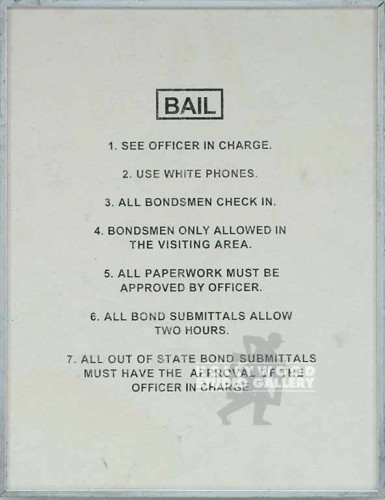 BAIL
1. SEE OFFICER IN CHARGE.
2. USE WHITE PHONES.
3. ALL BONDSMEN CHECK IN.
4. BONDSMEN ONLY ALLOWED IN
THE VISITING AREA.
5. ALL PAPERWORK MUST BE
APPROVED BY OFFICER.
6. ALL BOND SUBMITTALS ALLOW
TWO HOURS.
7. ALL OUT OF STATE BOND SUBMITTALS
MUST HAVE THE APPROVAL OF THE
OFFICER IN CHARGE.
STUDIO GALLERY